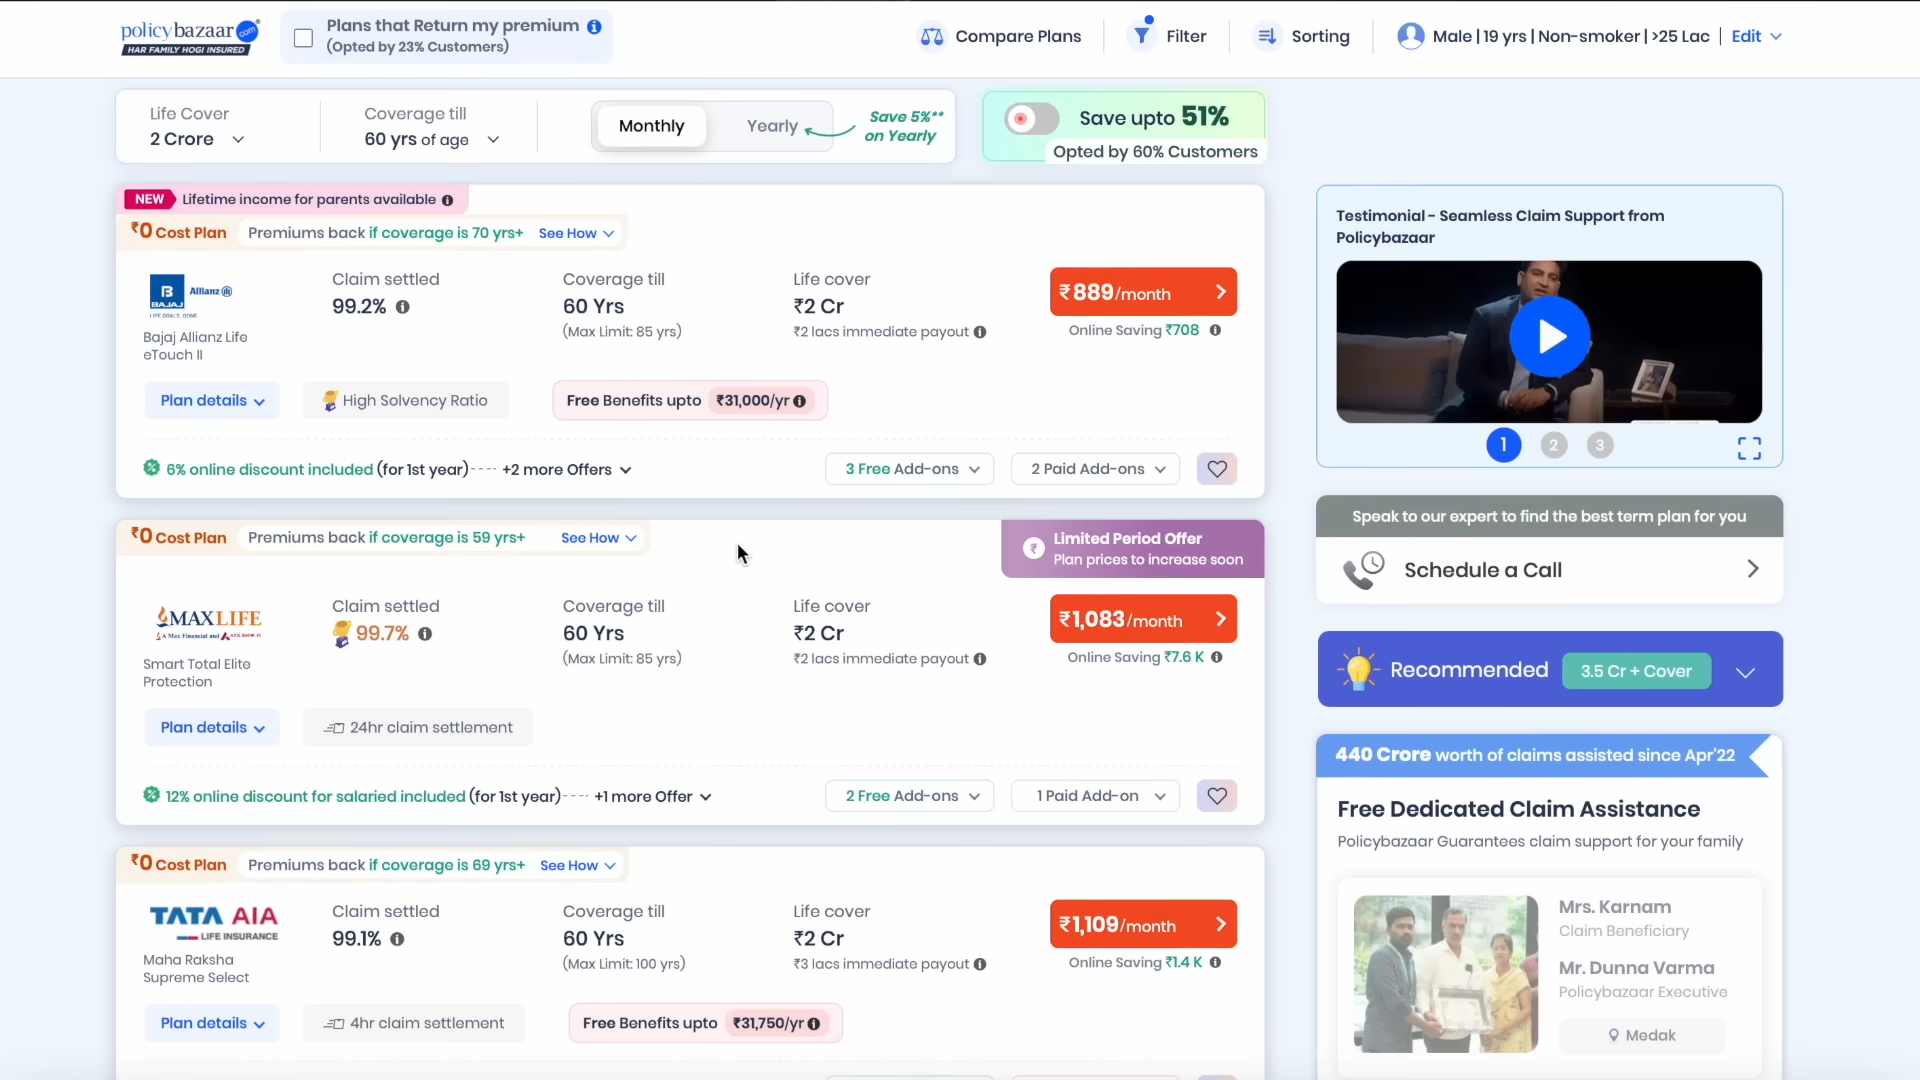 policybazaar.com
HAR FAMILY HOGI INSURED
Plans that Return my premium
(Opted by 23% Customers)
Compare Plans
Filter
Sorting
Male | 19 yrs | Non-smoker | >25 Lac | Edit
Life Cover
2 Crore
Coverage till
60 yrs of age
Monthly
Yearly
Save 5%**
on Yearly
Save upto 51%
Opted by 60% Customers
NEW Lifetime income for parents available
₹0 Cost Plan Premiums back if coverage is 70 yrs+ See How
BAJAJ Allianz
LIFE GOALS. DONE.
Bajaj Allianz Life
eTouch II
Claim settled
99.2%
Coverage till
60 Yrs
(Max Limit: 85 yrs)
Life cover
₹2 Cr
₹2 lacs immediate payout
₹889/month
Online Saving ₹708
Plan details
High Solvency Ratio
Free Benefits upto ₹31,000/yr
6% online discount included (for 1st year) ---- +2 more Offers
3 Free Add-ons
2 Paid Add-ons
₹0 Cost Plan Premiums back if coverage is 59 yrs+ See How
Limited Period Offer
Plan prices to increase soon
MAX LIFE
A Max Financial and AXIS BANK JV
Smart Total Elite
Protection
Claim settled
99.7%
Coverage till
60 Yrs
(Max Limit: 85 yrs)
Life cover
₹2 Cr
₹2 lacs immediate payout
₹1,083/month
Online Saving ₹7.6 K
Plan details
24hr claim settlement
12% online discount for salaried included (for 1st year) ---- +1 more Offer
2 Free Add-ons
1 Paid Add-on
₹0 Cost Plan Premiums back if coverage is 69 yrs+ See How
TATA AIA
LIFE INSURANCE
Maha Raksha
Supreme Select
Claim settled
99.1%
Coverage till
60 Yrs
(Max Limit: 100 yrs)
Life cover
₹2 Cr
₹3 lacs immediate payout
₹1,109/month
Online Saving ₹1.4 K
Plan details
4hr claim settlement
Free Benefits upto ₹31,750/yr
Testimonial - Seamless Claim Support from
Policybazaar
1 2 3
Speak to our expert to find the best term plan for you
Schedule a Call
Recommended 3.5 Cr + Cover
440 Crore worth of claims assisted since Apr'22
Free Dedicated Claim Assistance
Policybazaar Guarantees claim support for your family
Mrs. Karnam
Claim Beneficiary
Mr. Dunna Varma
Policybazaar Executive
Medak